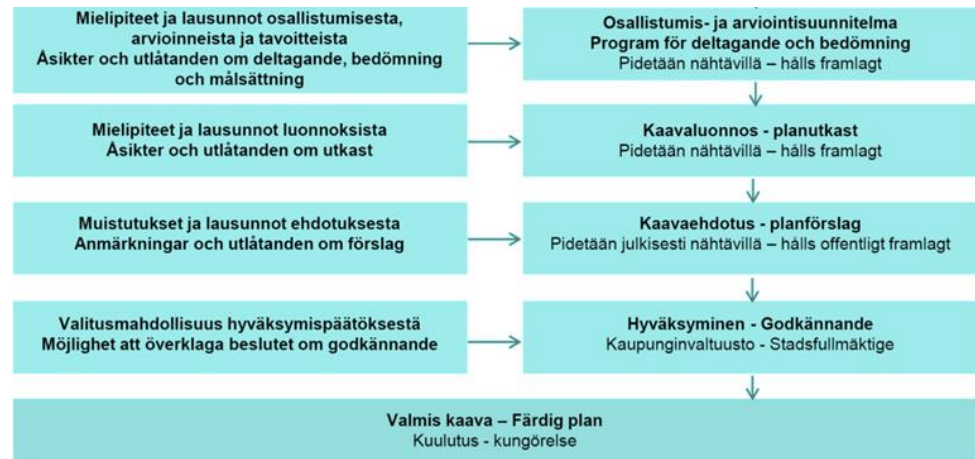 Mielipiteet ja lausunnot osallistumisesta,
arvioinneista ja tavoitteista
Åsikter och utlåtanden om deltagande, bedömning
och målsättning
Osallistumis- ja arviointisuunnitelma
Program för deltagande och bedömning
Pidetään nähtävillä – hålls framlagt
Mielipiteet ja lausunnot luonnoksista
Åsikter och utlåtanden om utkast
Kaavaluonnos - planutkast
Pidetään nähtävillä – hålls framlagt
Muistutukset ja lausunnot ehdotuksesta
Anmärkningar och utlåtanden om förslag
Kaavaehdotus - planförslag
Pidetään julkisesti nähtävillä – hålls offentligt framlagt
Valitusmahdollisuus hyväksymispäätöksestä
Möjlighet att överklaga beslutet om godkännande
Hyväksyminen - Godkännande
Kaupunginvaltuusto - Stadsfullmäktige
Valmis kaava – Färdig plan
Kuulutus - kungörelse